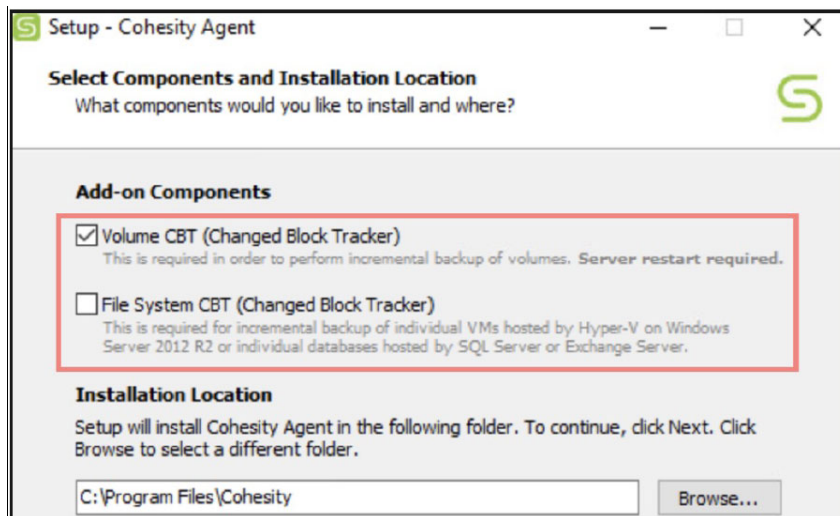 Setup - Cohesity Agent
Select Components and Installation Location
What components would you like to install and where?
Add-on Components
Volume CBT (Changed Block Tracker)
This is required in order to perform incremental backup of volumes. Server restart required.
File System CBT (Changed Block Tracker)
This is required for incremental backup of individual VMs hosted by Hyper-V on Windows
Server 2012 R2 or individual databases hosted by SQL Server or Exchange Server.
Installation Location
Setup will install Cohesity Agent in the following folder. To continue, click Next. Click
Browse to select a different folder.
C:\Program Files\Cohesity
Browse...